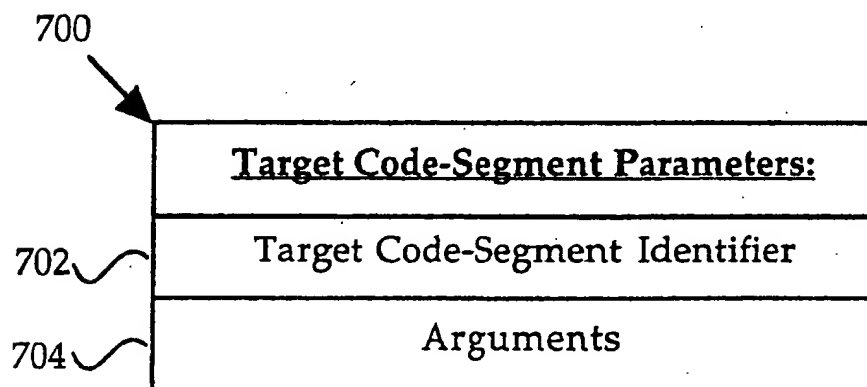 700
Target Code-Segment Parameters:
702
Target Code-Segment Identifier
704
Arguments